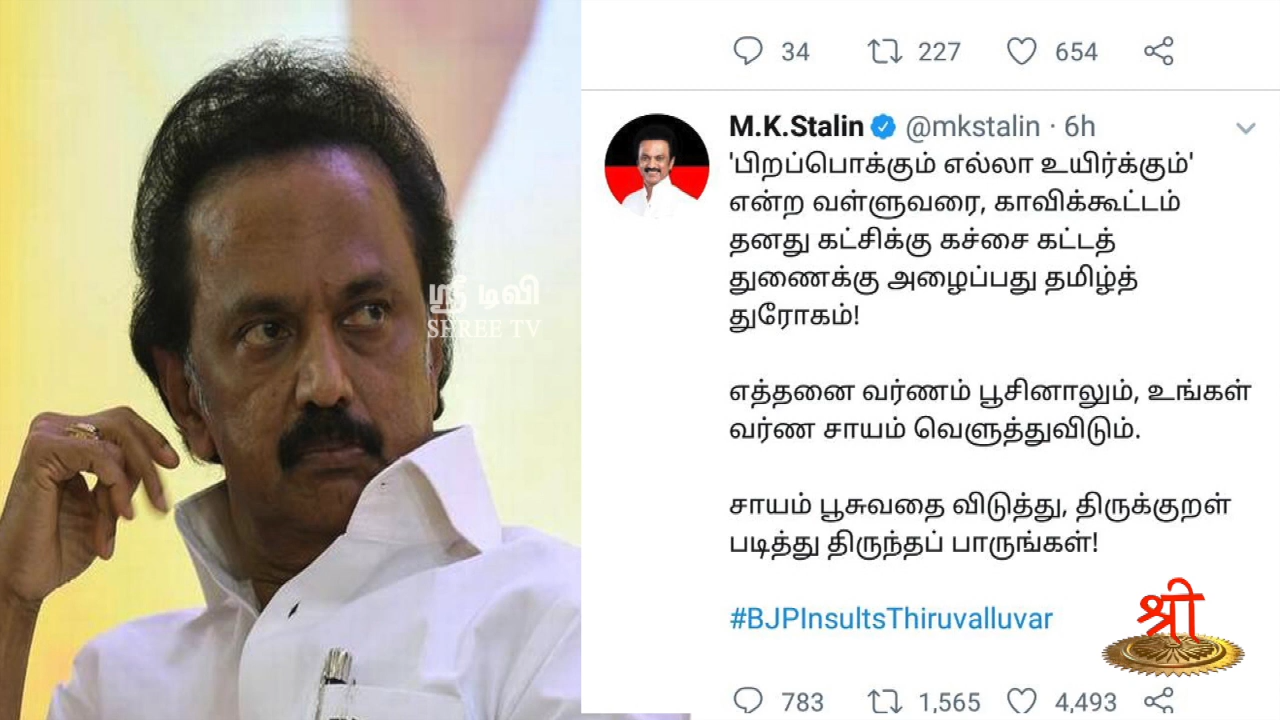 34 227 654
M.K.Stalin @mkstalin · 6h
'பிறப்பொக்கும் எல்லா உயிர்க்கும்'
என்ற வள்ளுவரை, காவிக்கூட்டம்
தனது கட்சிக்கு கச்சை கட்டத்
துணைக்கு அழைப்பது தமிழ்த்
துரோகம்!
எத்தனை வர்ணம் பூசினாலும், உங்கள்
வர்ண சாயம் வெளுத்துவிடும்.
சாயம் பூசுவதை விடுத்து, திருக்குறள்
படித்து திருந்தப் பாருங்கள்!
#BJPInsultsThiruvalluvar
783 1,565 4,493
ஸ்ரீ டிவி
SHREE TV
श्री